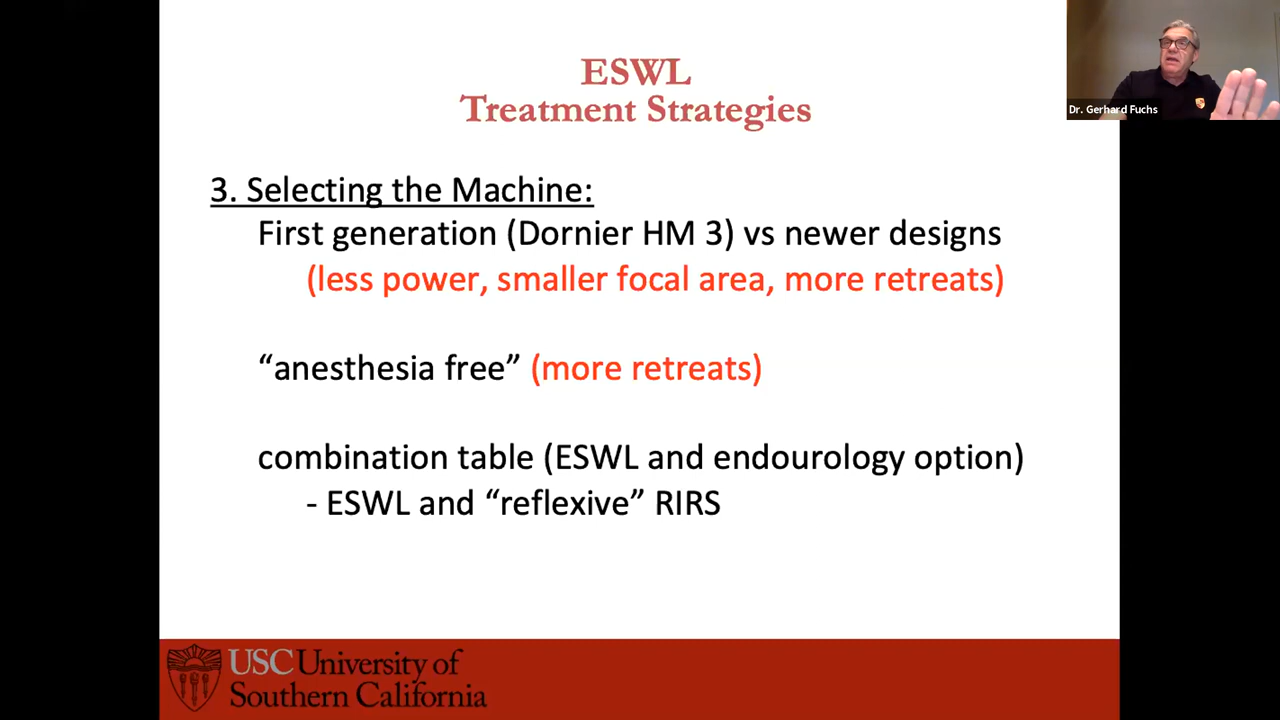 ESWL
Treatment Strategies
Dr. Gerhard Fuchs
3. Selecting the Machine:
First generation (Dornier HM 3) vs newer designs
(less power, smaller focal area, more retreats)
“anesthesia free” (more retreats)
combination table (ESWL and endourology option)
- ESWL and “reflexive” RIRS
USC University of
Southern California